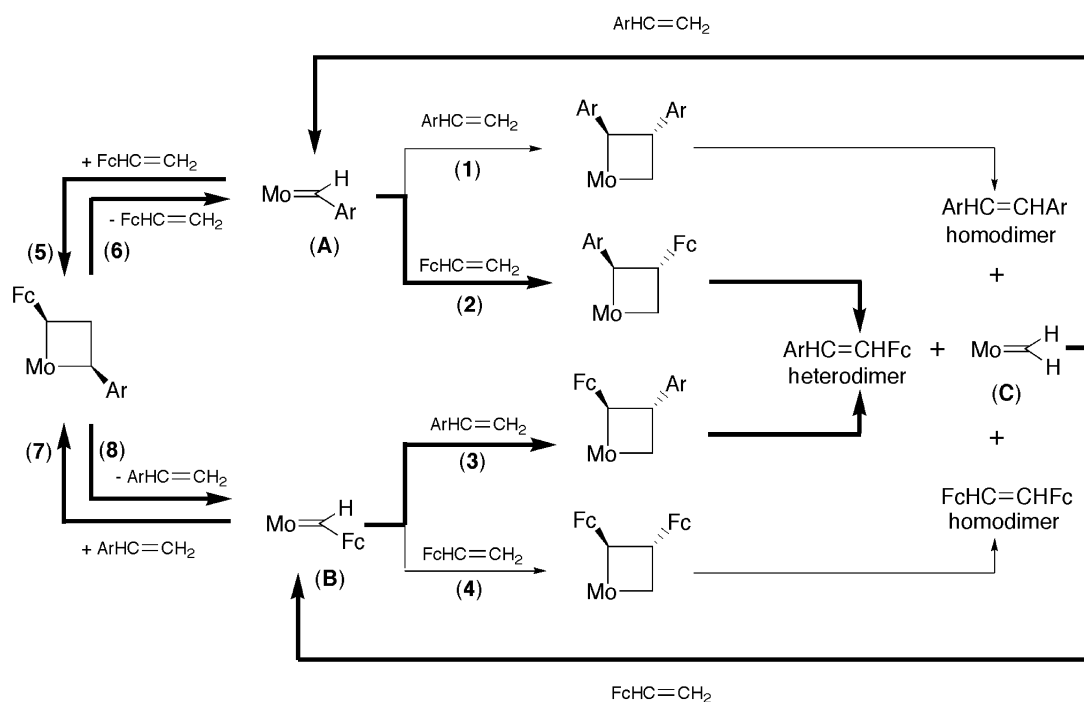 ArHC=CH2
Ar
Ar
ArHC=CH2
(1)
Mo
+ FcHC=CH2
Mo
H
Ar
(A)
- FcHC=CH2
(5)
(6)
ArHC=CHAr
homodimer
+
Ar
Fc
FcHC=CH2
(2)
Mo
Fc
Mo
Ar
ArHC=CHFc
heterodimer
+
Mo
H
H
(C)
Fc
Ar
ArHC=CH2
(3)
Mo
+
(7)
(8)
- ArHC=CH2
+ ArHC=CH2
Mo
H
Fc
(B)
FcHC=CHFc
homodimer
Fc
Fc
FcHC=CH2
(4)
Mo
FcHC=CH2